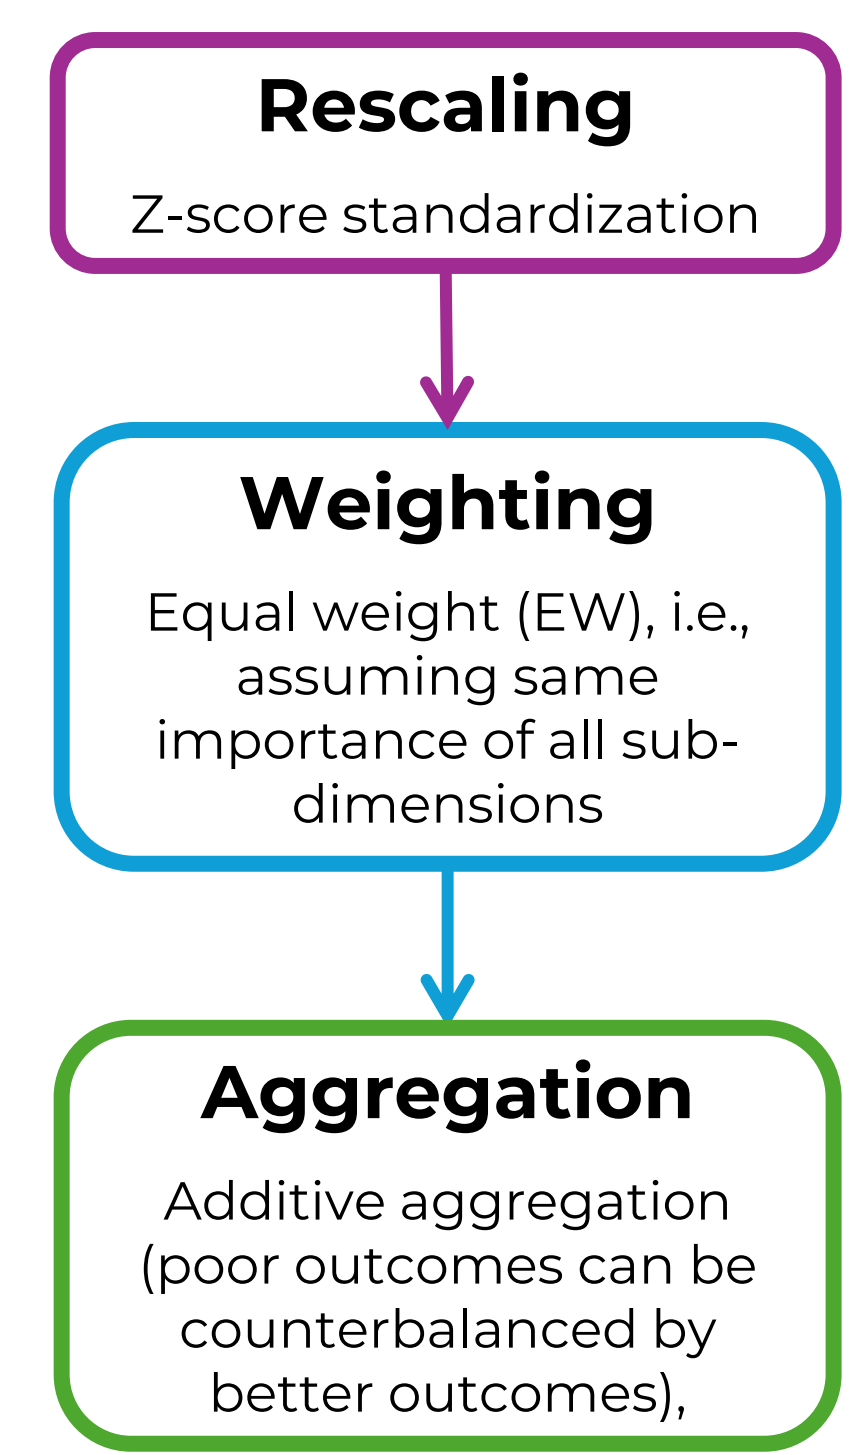 Rescaling
Z-score standardization
Weighting
Equal weight (EW), i.e.,
assuming same
importance of all sub-
dimensions
Aggregation
Additive aggregation
(poor outcomes can be
counterbalanced by
better outcomes),